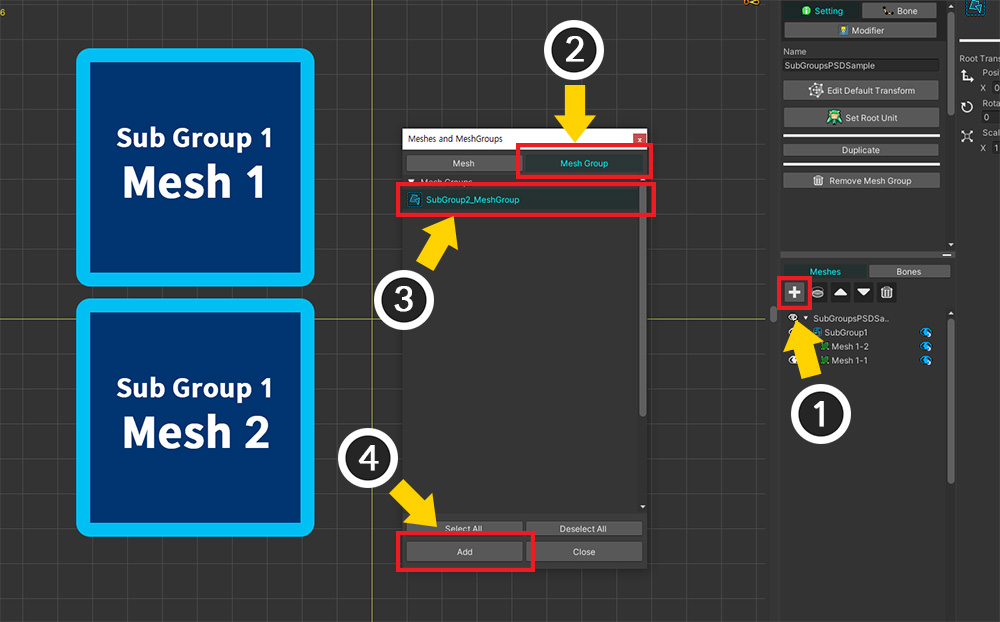 6
Sub Group 1
Mesh 1
Sub Group 1
Mesh 2
2
Meshes and MeshGroups
x
Mesh
Mesh Group
Mesh Groups
SubGroup2_MeshGroup
3
4
Select All
Deselect All
Add
Close
Setting
Bone
Modifier
Name
SubGroupsPSDSample
Edit Default Transform
Set Root Unit
Duplicate
Remove Mesh Group
Meshes
Bones
SubGroupsPSDSa..
SubGroup1
Mesh 1-2
Mesh 1-1
1
Root Trans
Posi
X 0
Rota
0
Scal
X 1